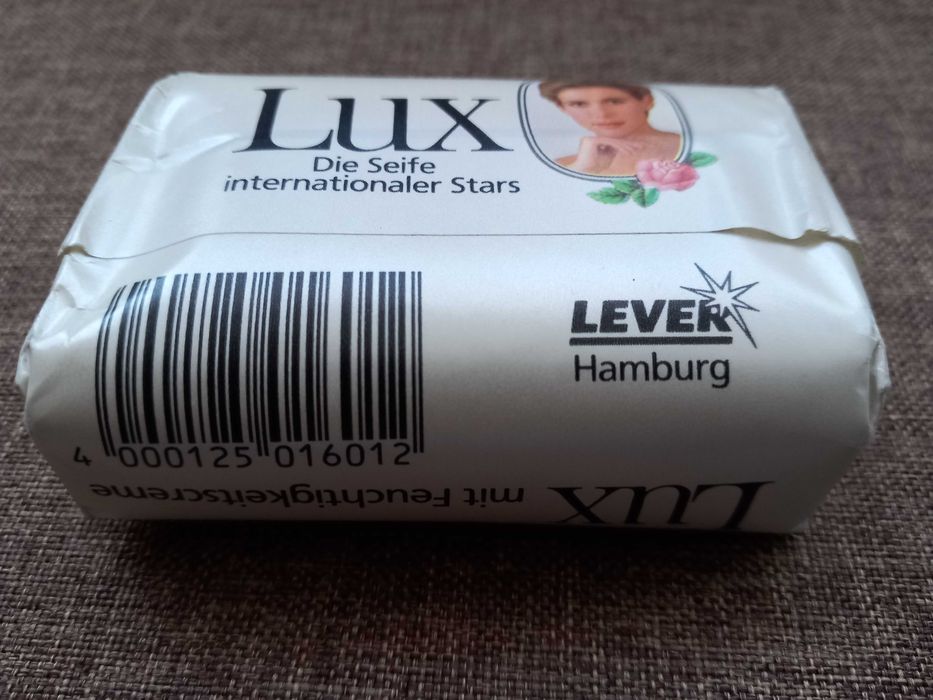 LUX
Die Seife
internationaler Stars
LEVER
Hamburg
4 000125 016012
LUX mit Feuchtigkeitscreme